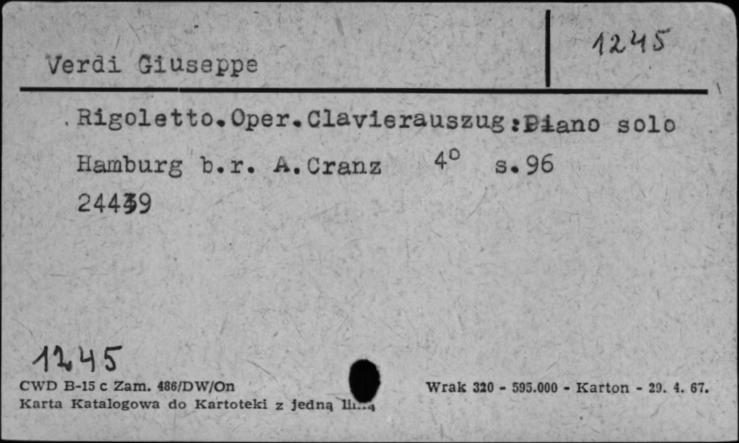 1245
Verdi Giuseppe
Rigoletto.Oper.Clavierauszug:Piano solo
Hamburg b.r. A.Cranz 4° s.96
24439
1245
CWD B-15 c Zam. 486/DW/On
Wrak 320 - 595.000 - Karton - 29. 4. 67.
Karta Katalogowa do Kartoteki z jedną linią